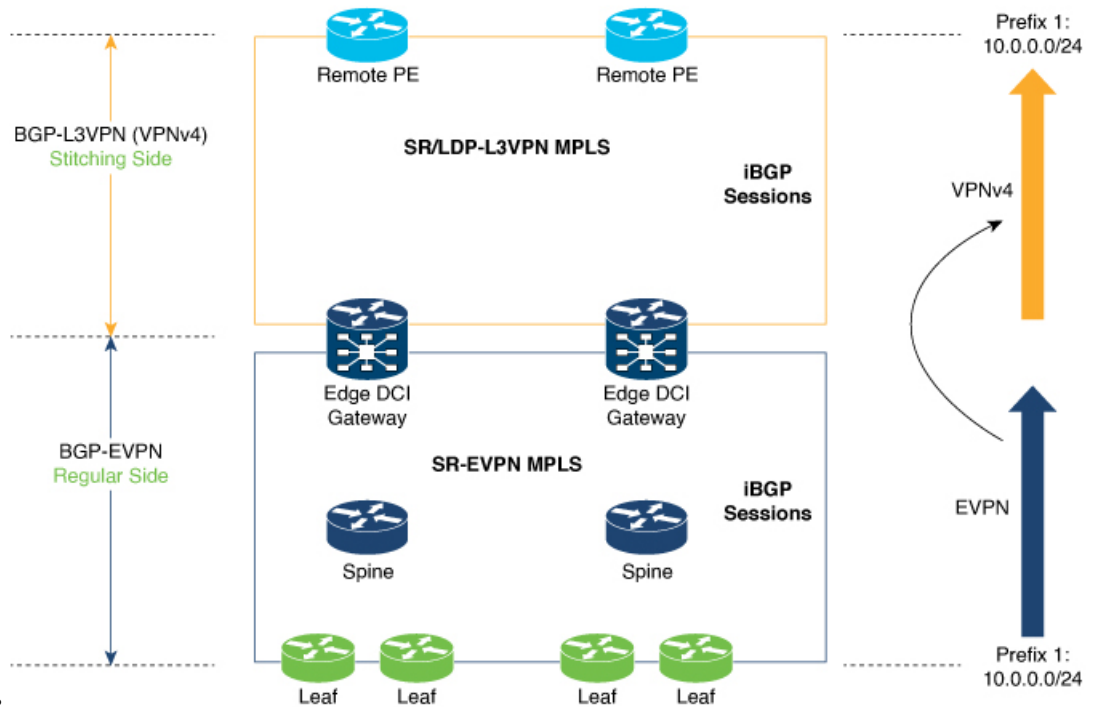 Prefix 1:
10.0.0.0/24
Remote PE
Remote PE
BGP-L3VPN (VPNv4)
Stitching Side
SR/LDP-L3VPN MPLS
iBGP
Sessions
VPNv4
Edge DCI
Gateway
Edge DCI
Gateway
BGP-EVPN
Regular Side
SR-EVPN MPLS
iBGP
Sessions
EVPN
Spine
Spine
Leaf
Leaf
Leaf
Leaf
Prefix 1:
10.0.0.0/24